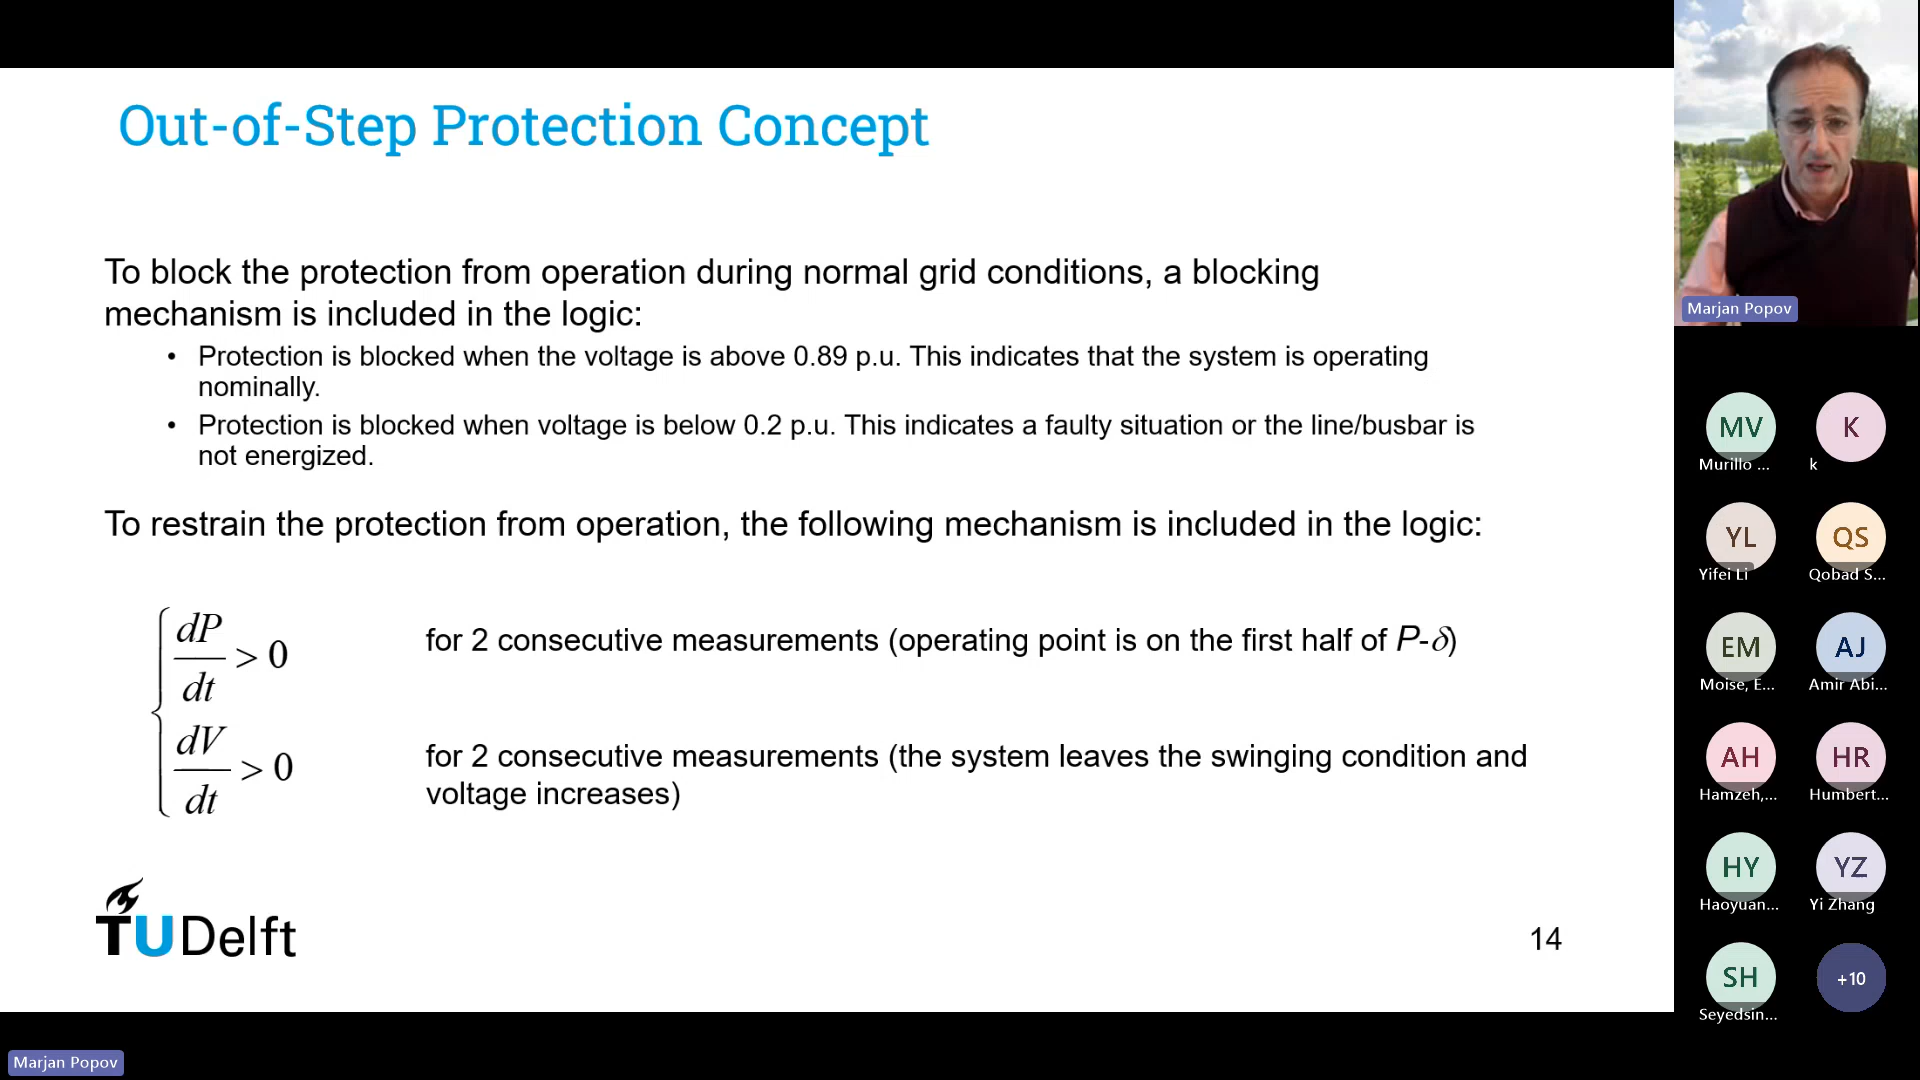 Out-of-Step Protection Concept
To block the protection from operation during normal grid conditions, a blocking
mechanism is included in the logic:
• Protection is blocked when the voltage is above 0.89 p.u. This indicates that the system is operating
nominally.
• Protection is blocked when voltage is below 0.2 p.u. This indicates a faulty situation or the line/busbar is
not energized.
To restrain the protection from operation, the following mechanism is included in the logic:
dP/dt > 0 for 2 consecutive measurements (operating point is on the first half of P-δ)
dV/dt > 0 for 2 consecutive measurements (the system leaves the swinging condition and
voltage increases)
TUDelft
14
Marjan Popov
Marjan Popov
MV K
Murillo ... k
YL QS
Yifei Li Qobad S...
EM AJ
Moise, E... Amir Abi...
AH HR
Hamzeh,... Humbert...
HY YZ
Haoyuan... Yi Zhang
SH +10
Seyedsin...